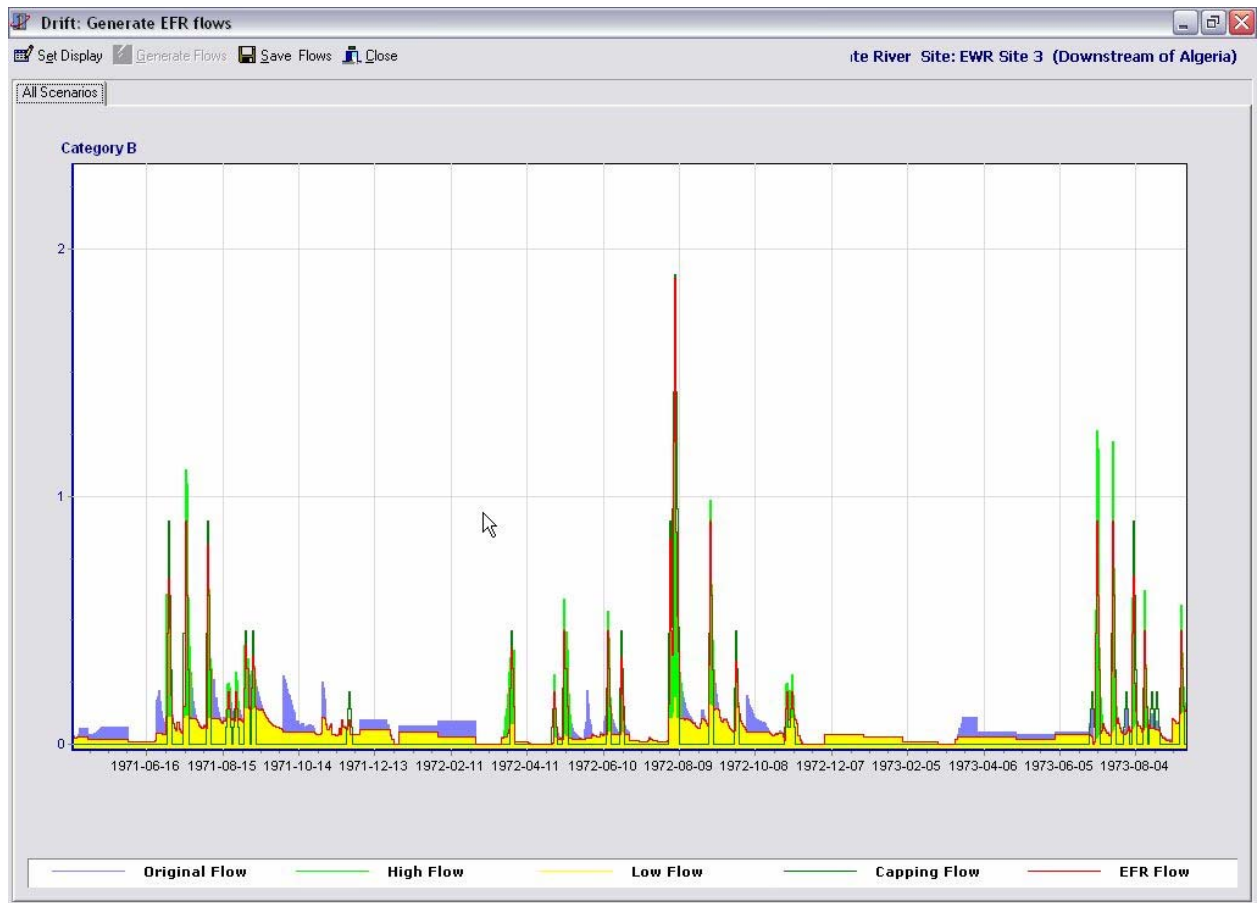 Drift: Generate EFR flows
Set Display Generate Flows Save Flows Close
te River Site: EWR Site 3 (Downstream of Algeria)
All Scenarios
Category B
2
1
0
1971-06-16 1971-08-15 1971-10-14 1971-12-13 1972-02-11 1972-04-11 1972-06-10 1972-08-09 1972-10-08 1972-12-07 1973-02-05 1973-04-06 1973-06-05 1973-08-04
Original Flow High Flow Low Flow Capping Flow EFR Flow